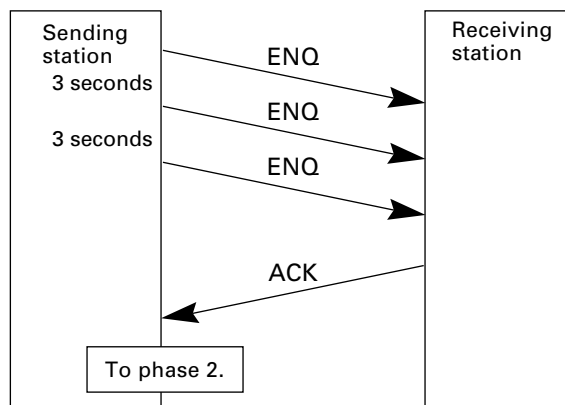 Sending
station
Receiving
station
ENQ
3 seconds
ENQ
3 seconds
ENQ
ACK
To phase 2.